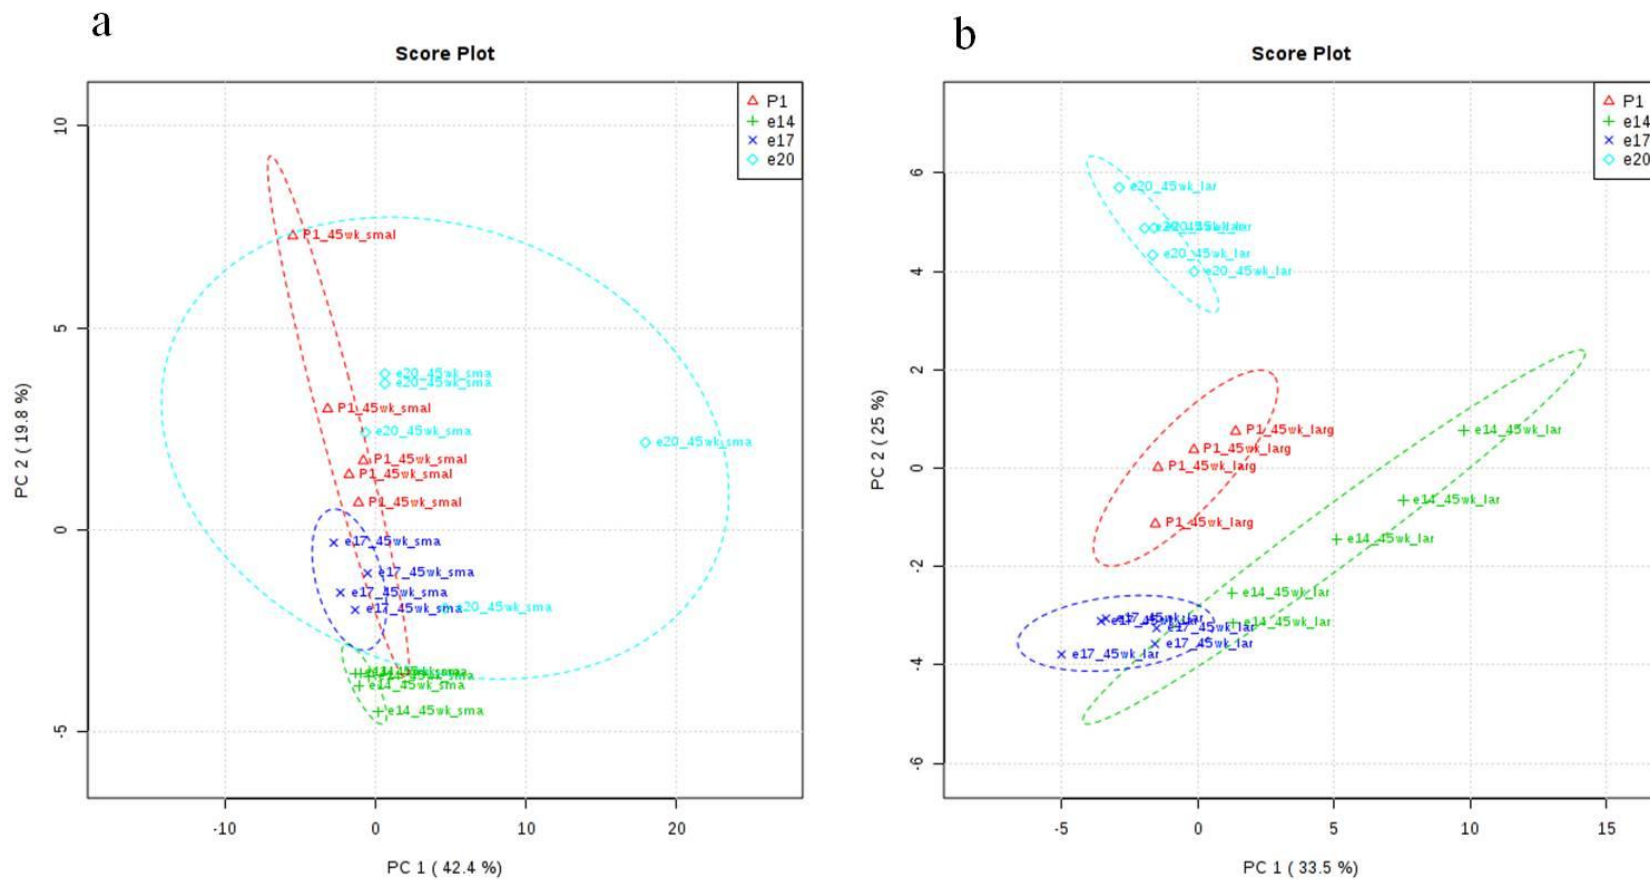 a
Score Plot
P1
e14
e17
e20
10
5
0
-5
PC 2 ( 19.8 %)
P1_45wk_smal
e20_45wk_sma
e20_45wk_sma
P1_45wk_smal
e20_45wk_sma
e20_45wk_sma
P1_45wk_smal
P1_45wk_smal
P1_45wk_smal
e17_45wk_sma
e17_45wk_sma
e17_45wk_sma
e17_45wk_sma
e20_45wk_sma
e14_45wk_sma
e14_45wk_sma
-10
0
10
20
PC 1 ( 42.4 %)
b
Score Plot
P1
e14
e17
e20
6
4
2
0
-2
-4
-6
PC 2 ( 25 %)
e20_45wk_lar
e20_45wk_lar
e20_45wk_lar
e20_45wk_lar
P1_45wk_larg
e14_45wk_lar
P1_45wk_larg
P1_45wk_larg
e14_45wk_lar
P1_45wk_larg
e14_45wk_lar
e14_45wk_lar
e14_45wk_lar
e17_45wk_lar
e17_45wk_lar
e17_45wk_lar
e17_45wk_lar
-5
0
5
10
15
PC 1 ( 33.5 %)